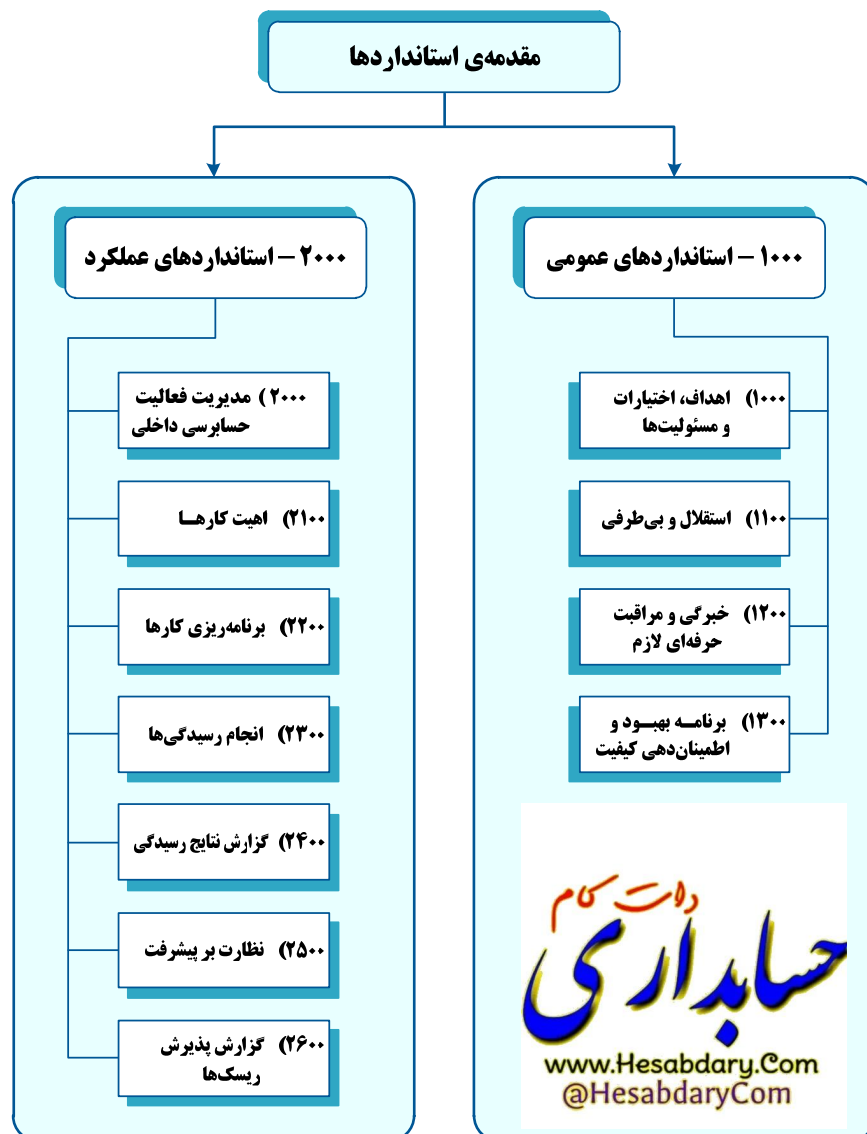 مقدمه‌ی استانداردها
۱۰۰۰ – استانداردهای عمومی
۱۰۰۰) اهداف، اختیارات
و مسئولیت‌ها
۱۱۰۰) استقلال و بی‌طرفی
۱۲۰۰) خبرگی و مراقبت
حرفه‌ای لازم
۱۳۰۰) برنامــه بهبــود و
اطمینان‌دهی کیفیت
۲۰۰۰ – استانداردهای عملکرد
۲۰۰۰ ) مدیریت فعالیت
حسابرسی داخلی
۲۱۰۰) اهیت کارهــا
۲۲۰۰) برنامه‌ریزی کارها
۲۳۰۰) انجام رسیدگی‌ها
۲۴۰۰) گزارش نتایج رسیدگی
۲۵۰۰) نظارت بر پیشرفت
۲۶۰۰) گزارش پذیرش
ریسک‌ها
دات کام
حسابداری
www.Hesabdary.Com
@HesabdaryCom